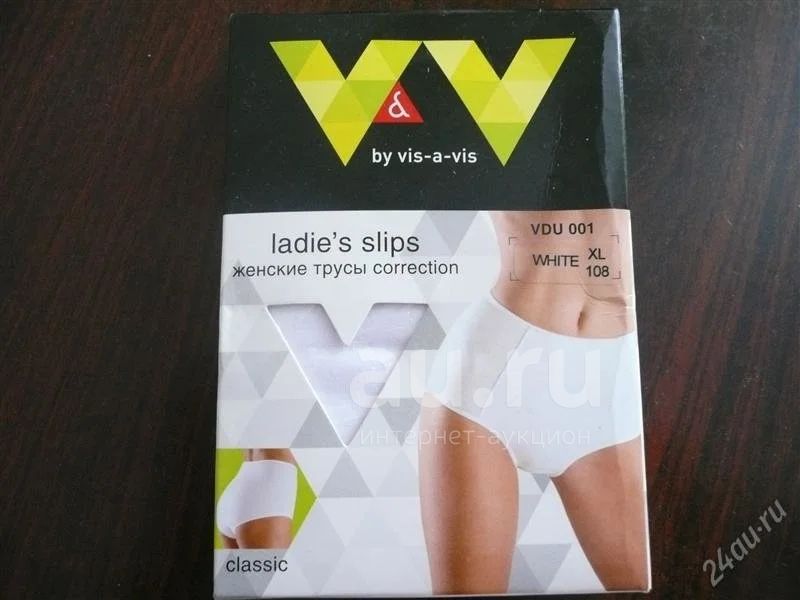 V&V
by vis-a-vis
ladie's slips
женские трусы correction
VDU 001
WHITE XL
108
au.ru
интернет-аукцион
classic
24au.ru